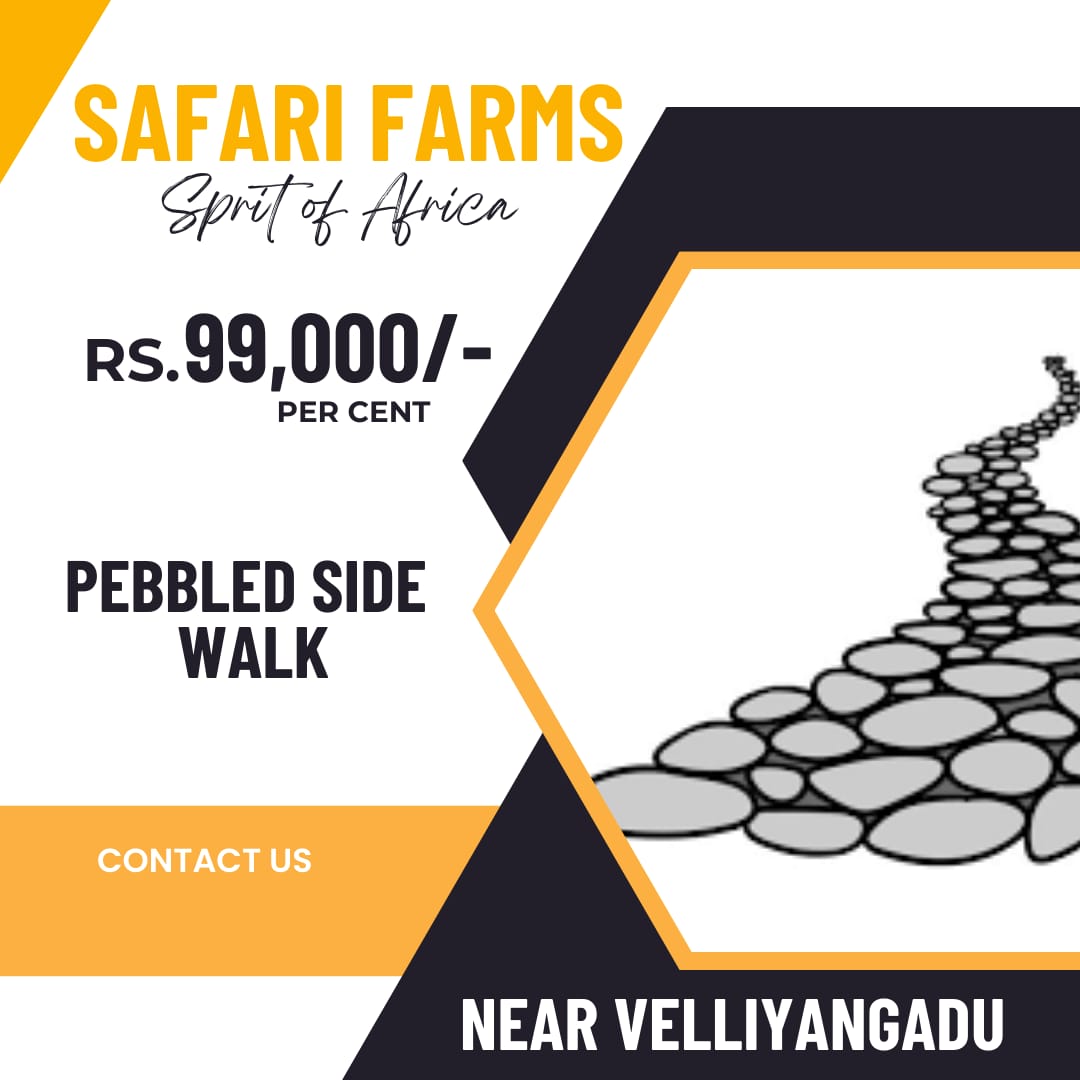 SAFARI FARMS
Sprit of Africa
RS.99,000/-
PER CENT
PEBBLED SIDE
WALK
CONTACT US
NEAR VELLIYANGADU